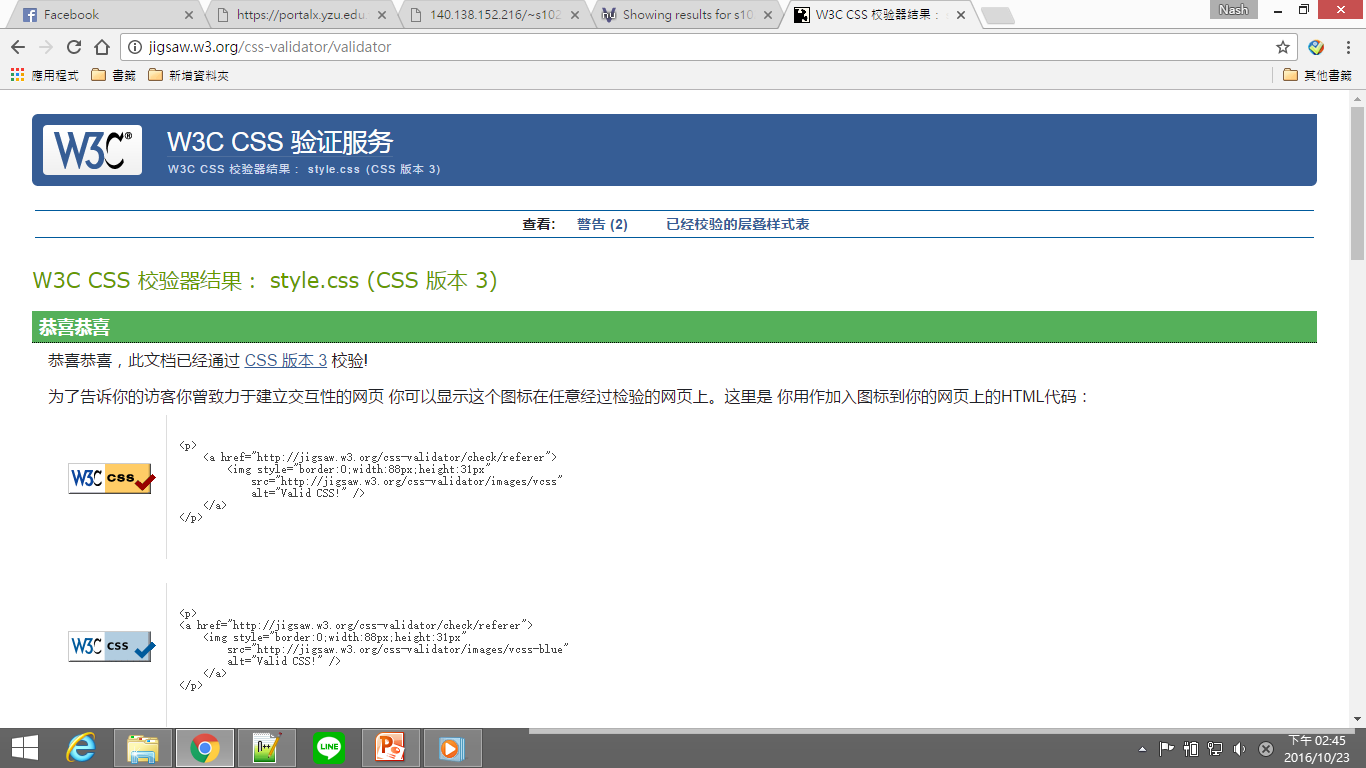 Facebook
https://portalx.yzu.edu.
140.138.152.216/~s102
Showing results for s10
W3C CSS 校验器结果：
Nash
jigsaw.w3.org/css-validator/validator
應用程式
書籤
新增資料夾
其他書籤
W3C®
W3C CSS 验证服务
W3C CSS 校验器结果： style.css (CSS 版本 3)
查看: 警告 (2) 已经校验的层叠样式表
W3C CSS 校验器结果： style.css (CSS 版本 3)
恭喜恭喜
恭喜恭喜，此文档已经通过 CSS 版本 3 校验!
为了告诉你的访客你曾致力于建立交互性的网页 你可以显示这个图标在任意经过检验的网页上。这里是 你用作加入图标到你的网页上的HTML代码：
W3C css
<p>
<a href="http://jigsaw.w3.org/css-validator/check/referer">
<img style="border:0;width:88px;height:31px"
src="http://jigsaw.w3.org/css-validator/images/vcss"
alt="Valid CSS!" />
</a>
</p>
W3C css
<p>
<a href="http://jigsaw.w3.org/css-validator/check/referer">
<img style="border:0;width:88px;height:31px"
src="http://jigsaw.w3.org/css-validator/images/vcss-blue"
alt="Valid CSS!" />
</a>
</p>
LINE
下午 02:45
2016/10/23